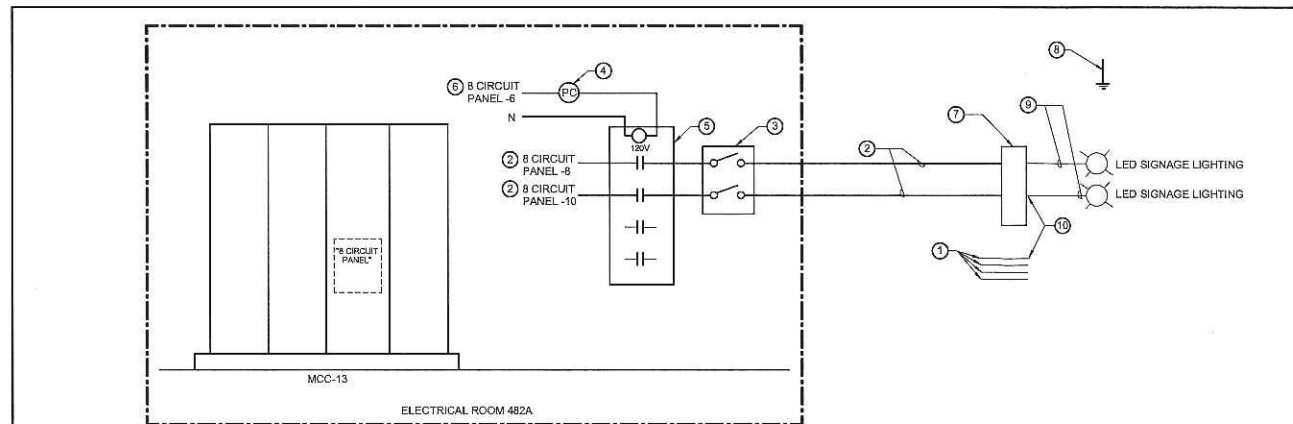 8
4
6 8 CIRCUIT
PANEL -6
PC
N
5
3
7
9
120V
2 8 CIRCUIT
PANEL -8
2
LED SIGNAGE LIGHTING
2 8 CIRCUIT
PANEL -10
LED SIGNAGE LIGHTING
10
1
"8 CIRCUIT
PANEL"
MCC-13
ELECTRICAL ROOM 482A